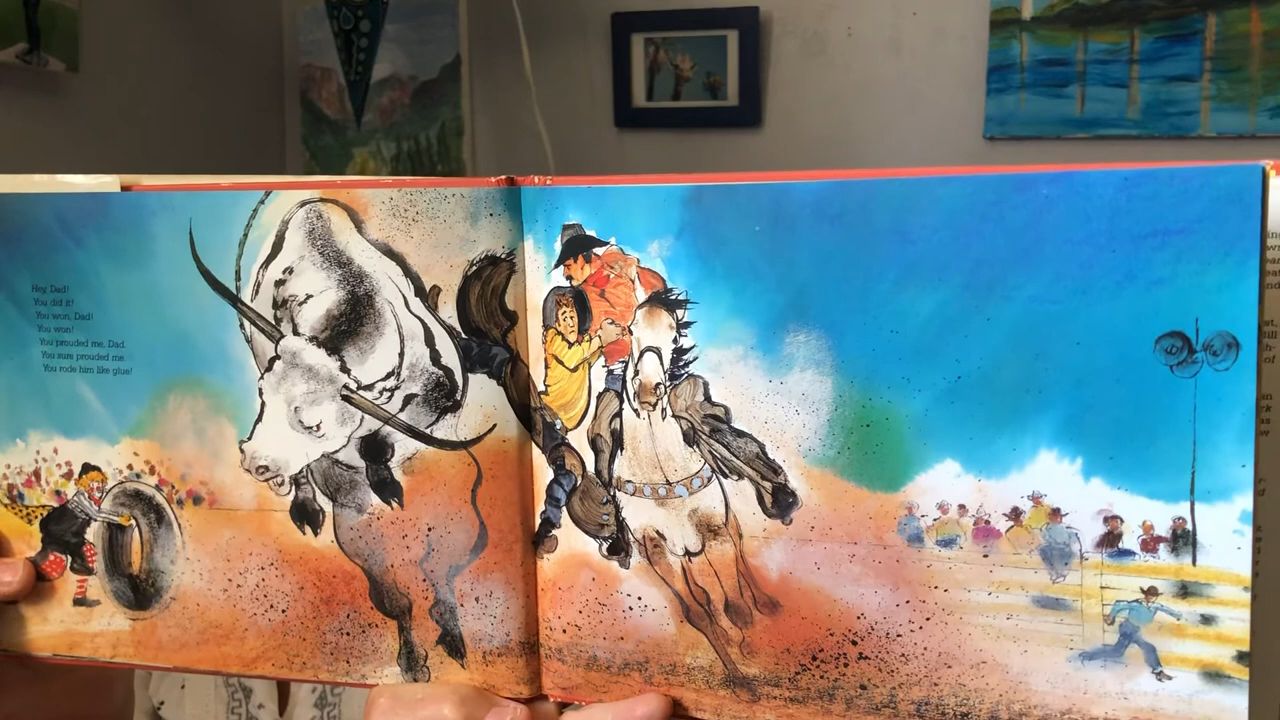 Hey, Dad!
You did it!
You won, Dad!
You won!
You prouded me, Dad.
You sure prouded me.
You rode him like glue!